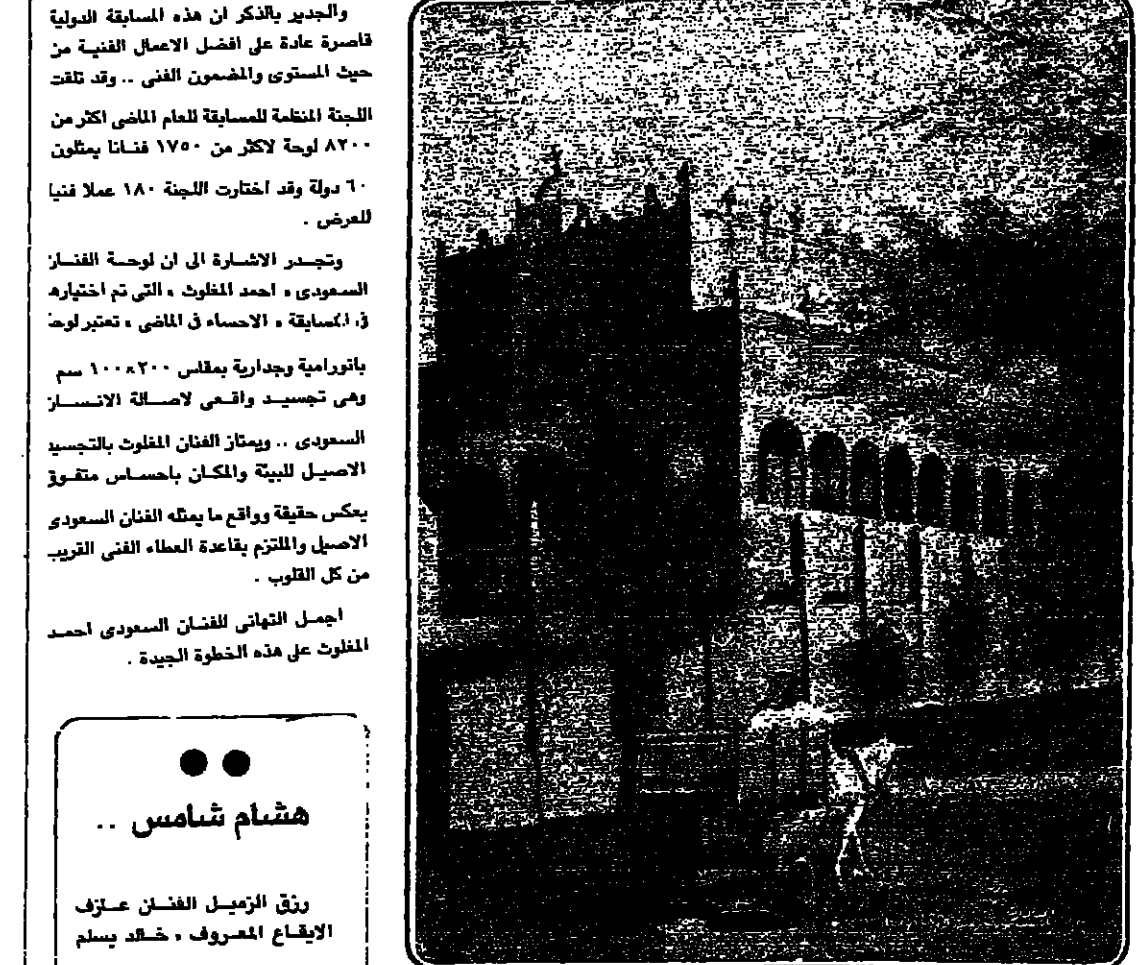 والجدير بالذكر ان هذه المسابقة الدولية
قاصرة عادة على افضل الاعمال الفنية من
حيث المستوى والمضمون الفنى .. وقد تلقت
اللجنة المنظمة للمسابقة للعام الماضى اكثر من
٨٢٠٠ لوحة لاكثر من ١٧٥٠ فنانا يمثلون
٦٠ دولة وقد اختارت اللجنة ١٨٠ عملا فنيا
للعرض .
وتجدر الاشارة الى ان لوحة الفنان
السعودى « احمد المغلوث » التى تم اختيارها
فى المسابقة « الاحساء فى الماضى » تعتبر لوحة
بانورامية وجدارية بمقاس ٢٠٠×١٠٠ سم
وهى تجسيد واقعى لاصالة الانسان
السعودى .. ويمتاز الفنان المغلوث بالتجسيد
الاصيل للبيئة والمكان باحساس متفوق
يعكس حقيقة وواقع ما يمثله الفنان السعودى
الاصيل والملتزم بقاعدة العطاء الفنى القريب
من كل القلوب .
اجمل التهانى للفنان السعودى احمد
المغلوث على هذه الخطوة الجيدة .
هشام شامس ..
رزق الزميل الفنان عازف
الايقاع المعروف « خالد يسلم